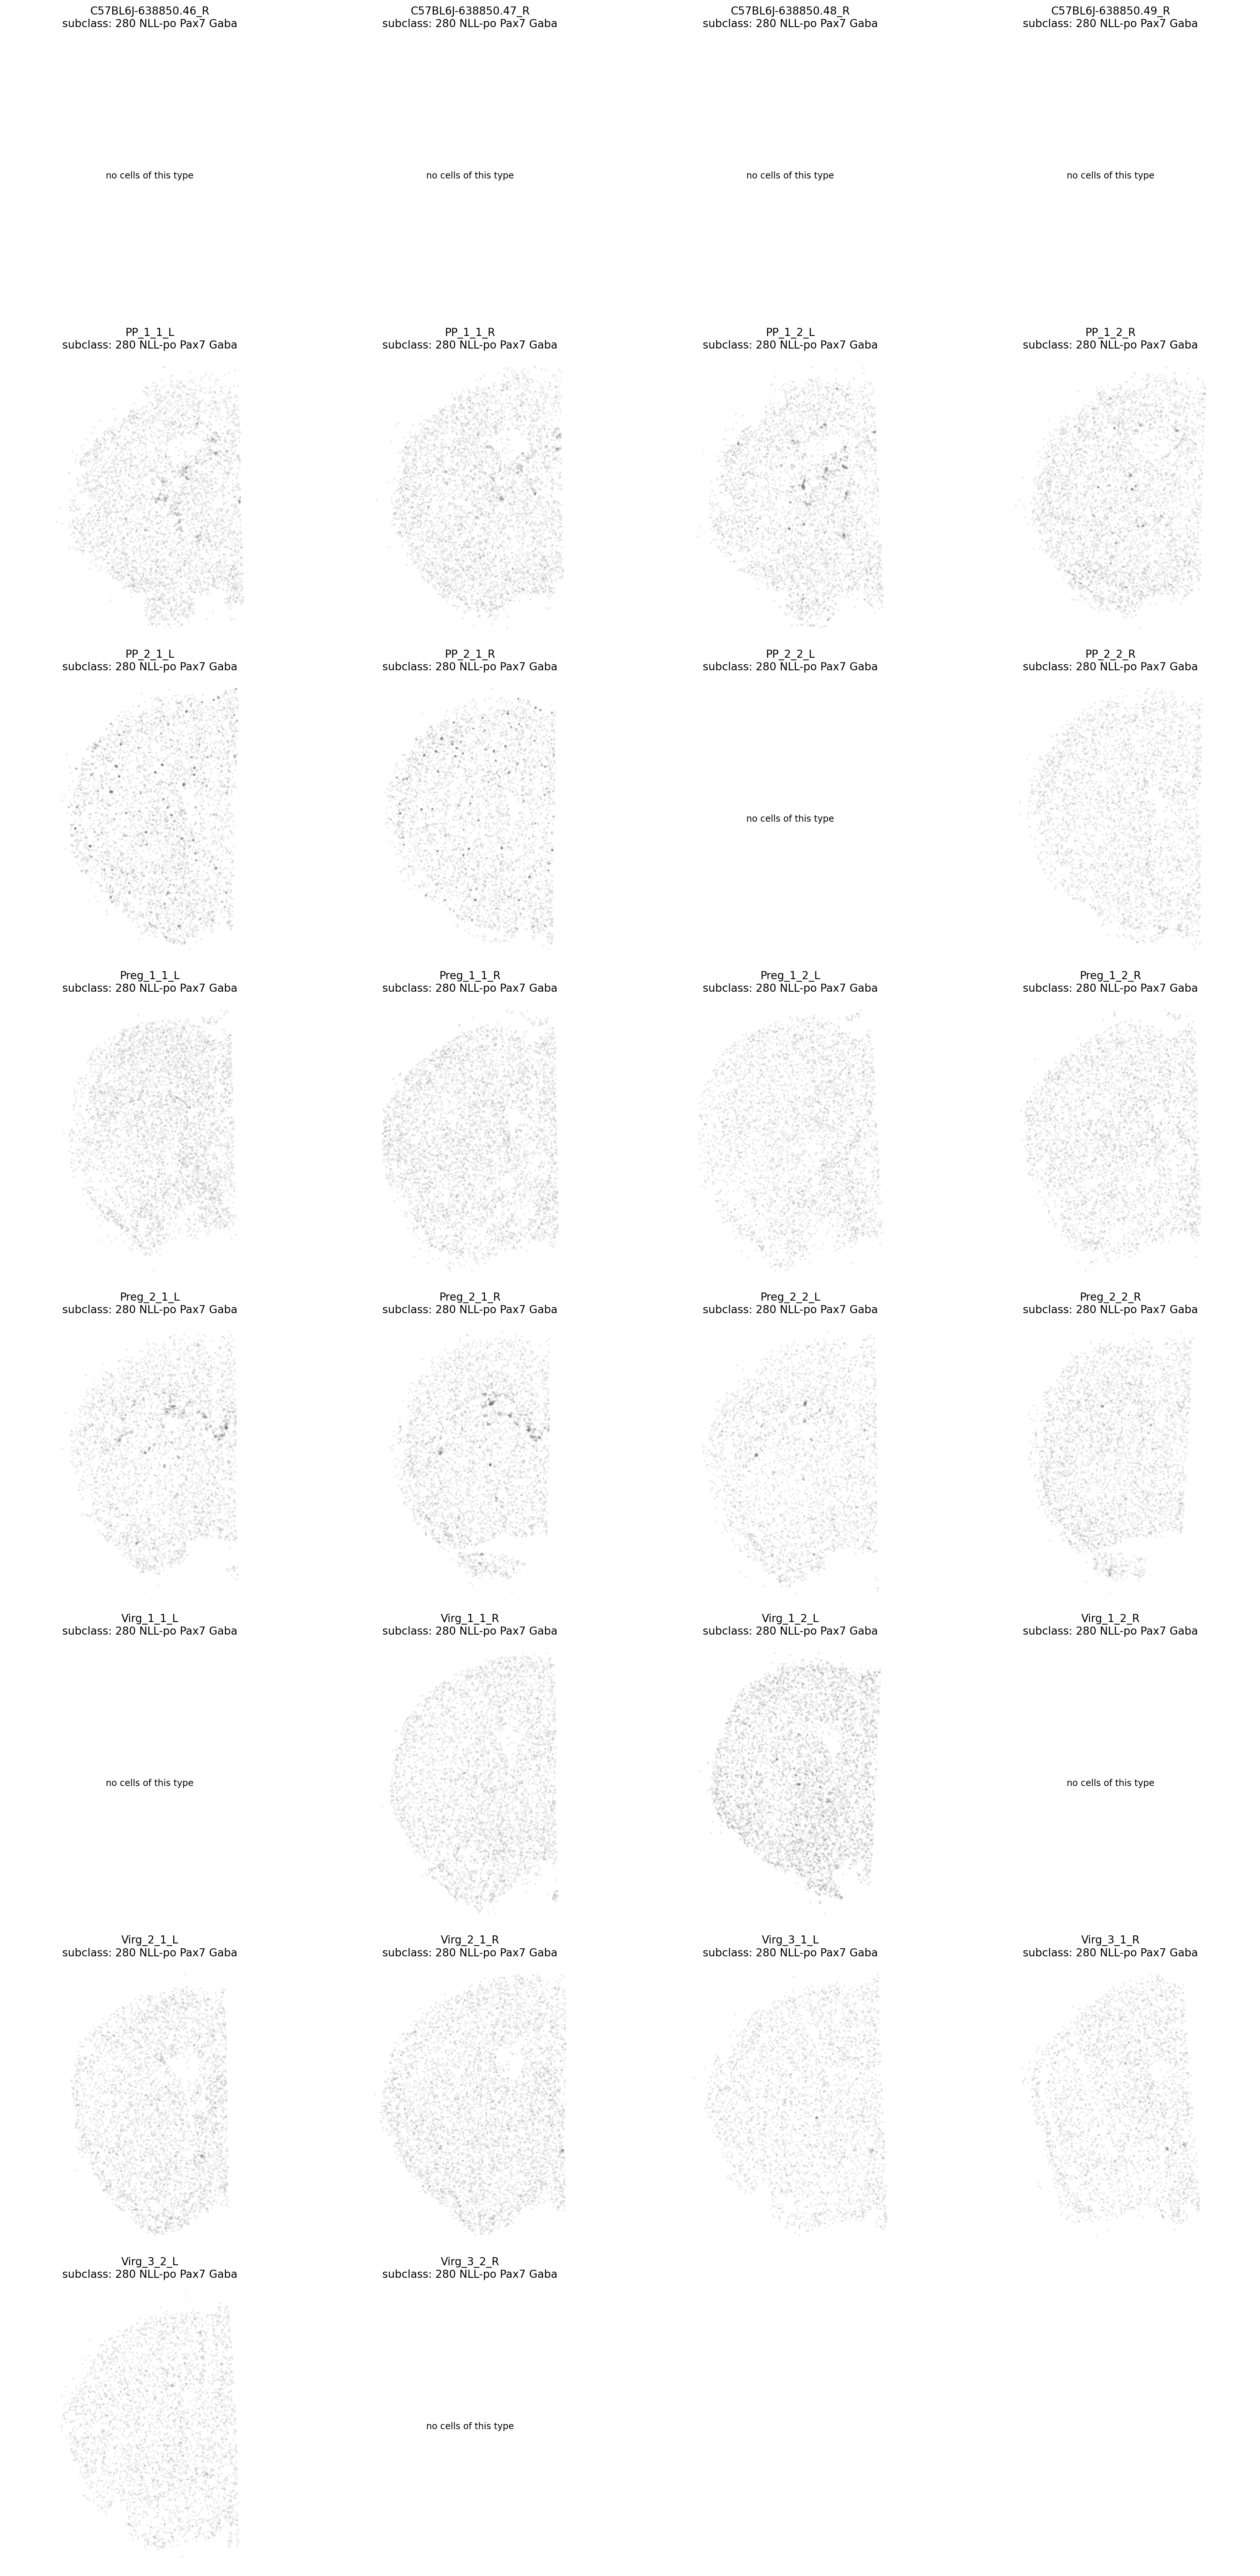 C57BL6J-638850.46_R
subclass: 280 NLL-po Pax7 Gaba
C57BL6J-638850.47_R
subclass: 280 NLL-po Pax7 Gaba
C57BL6J-638850.48_R
subclass: 280 NLL-po Pax7 Gaba
C57BL6J-638850.49_R
subclass: 280 NLL-po Pax7 Gaba
no cells of this type
no cells of this type
no cells of this type
no cells of this type
PP_1_1_L
subclass: 280 NLL-po Pax7 Gaba
PP_1_1_R
subclass: 280 NLL-po Pax7 Gaba
PP_1_2_L
subclass: 280 NLL-po Pax7 Gaba
PP_1_2_R
subclass: 280 NLL-po Pax7 Gaba
PP_2_1_L
subclass: 280 NLL-po Pax7 Gaba
PP_2_1_R
subclass: 280 NLL-po Pax7 Gaba
PP_2_2_L
subclass: 280 NLL-po Pax7 Gaba
PP_2_2_R
subclass: 280 NLL-po Pax7 Gaba
no cells of this type
Preg_1_1_L
subclass: 280 NLL-po Pax7 Gaba
Preg_1_1_R
subclass: 280 NLL-po Pax7 Gaba
Preg_1_2_L
subclass: 280 NLL-po Pax7 Gaba
Preg_1_2_R
subclass: 280 NLL-po Pax7 Gaba
Preg_2_1_L
subclass: 280 NLL-po Pax7 Gaba
Preg_2_1_R
subclass: 280 NLL-po Pax7 Gaba
Preg_2_2_L
subclass: 280 NLL-po Pax7 Gaba
Preg_2_2_R
subclass: 280 NLL-po Pax7 Gaba
Virg_1_1_L
subclass: 280 NLL-po Pax7 Gaba
Virg_1_1_R
subclass: 280 NLL-po Pax7 Gaba
Virg_1_2_L
subclass: 280 NLL-po Pax7 Gaba
Virg_1_2_R
subclass: 280 NLL-po Pax7 Gaba
no cells of this type
no cells of this type
Virg_2_1_L
subclass: 280 NLL-po Pax7 Gaba
Virg_2_1_R
subclass: 280 NLL-po Pax7 Gaba
Virg_3_1_L
subclass: 280 NLL-po Pax7 Gaba
Virg_3_1_R
subclass: 280 NLL-po Pax7 Gaba
Virg_3_2_L
subclass: 280 NLL-po Pax7 Gaba
Virg_3_2_R
subclass: 280 NLL-po Pax7 Gaba
no cells of this type